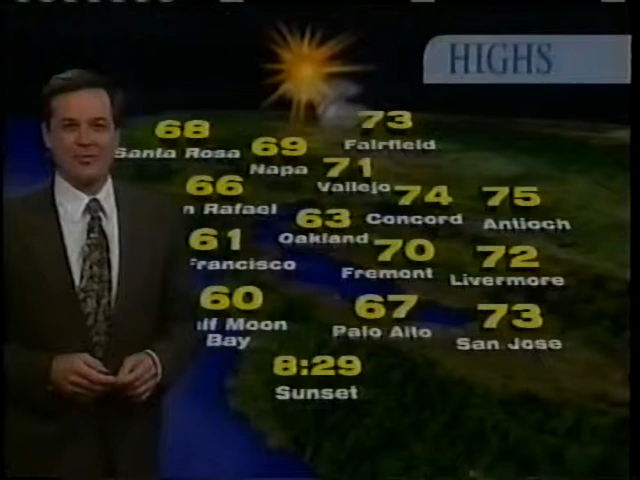 HIGHS
68
Santa Rosa
69
Napa
73
Fairfield
71
Vallejo
66
n Rafael
63
Oakland
74
Concord
75
Antioch
61
Francisco
70
Fremont
72
Livermore
60
lf Moon
Bay
67
Palo Alto
73
San Jose
8:29
Sunset